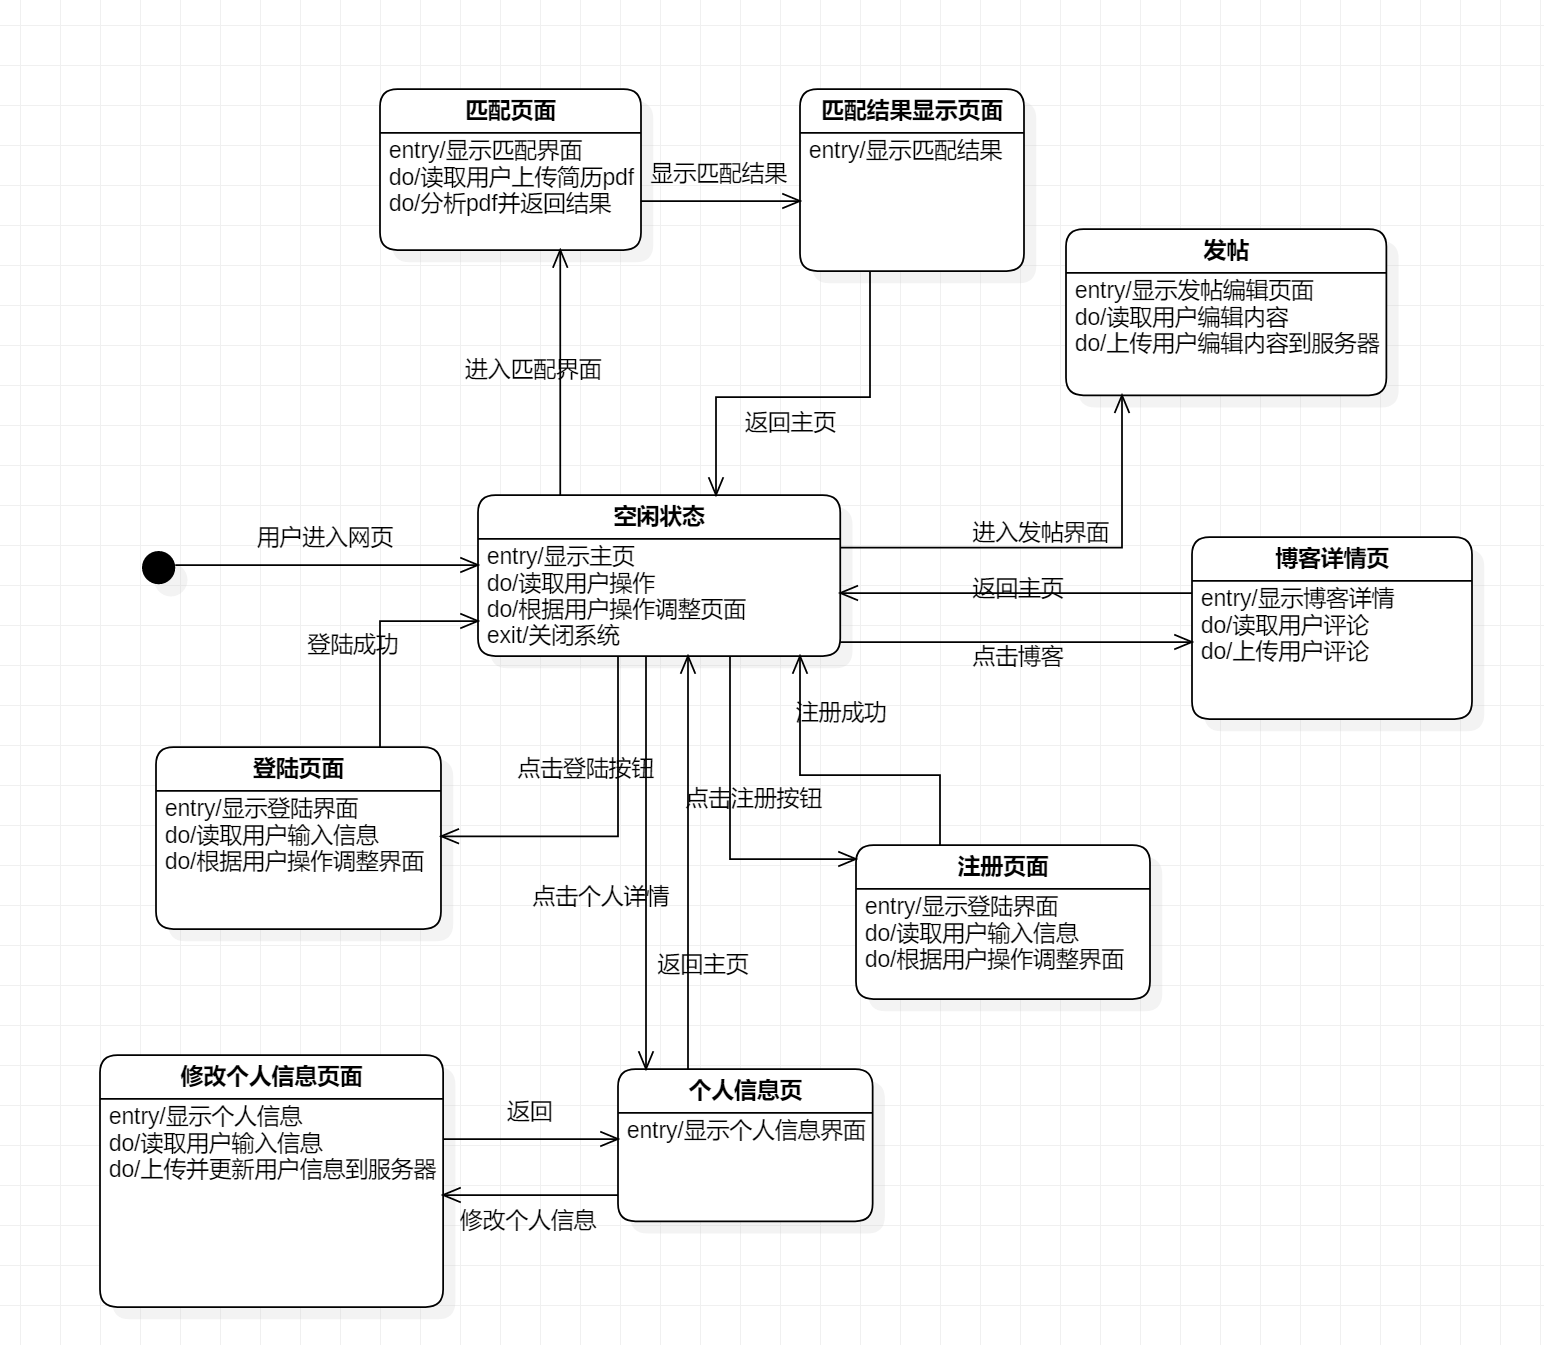 匹配页面
entry/显示匹配界面
do/读取用户上传简历pdf
do/分析pdf并返回结果
显示匹配结果
匹配结果显示页面
entry/显示匹配结果
发帖
entry/显示发帖编辑页面
do/读取用户编辑内容
do/上传用户编辑内容到服务器
进入匹配界面
返回主页
用户进入网页
空闲状态
entry/显示主页
do/读取用户操作
do/根据用户操作调整页面
exit/关闭系统
进入发帖界面
返回主页
点击博客
博客详情页
entry/显示博客详情
do/读取用户评论
do/上传用户评论
登陆成功
注册成功
点击登陆按钮
点击注册按钮
登陆页面
entry/显示登陆界面
do/读取用户输入信息
do/根据用户操作调整界面
点击个人详情
返回主页
注册页面
entry/显示登陆界面
do/读取用户输入信息
do/根据用户操作调整界面
修改个人信息页面
entry/显示个人信息
do/读取用户输入信息
do/上传并更新用户信息到服务器
返回
修改个人信息
个人信息页
entry/显示个人信息界面